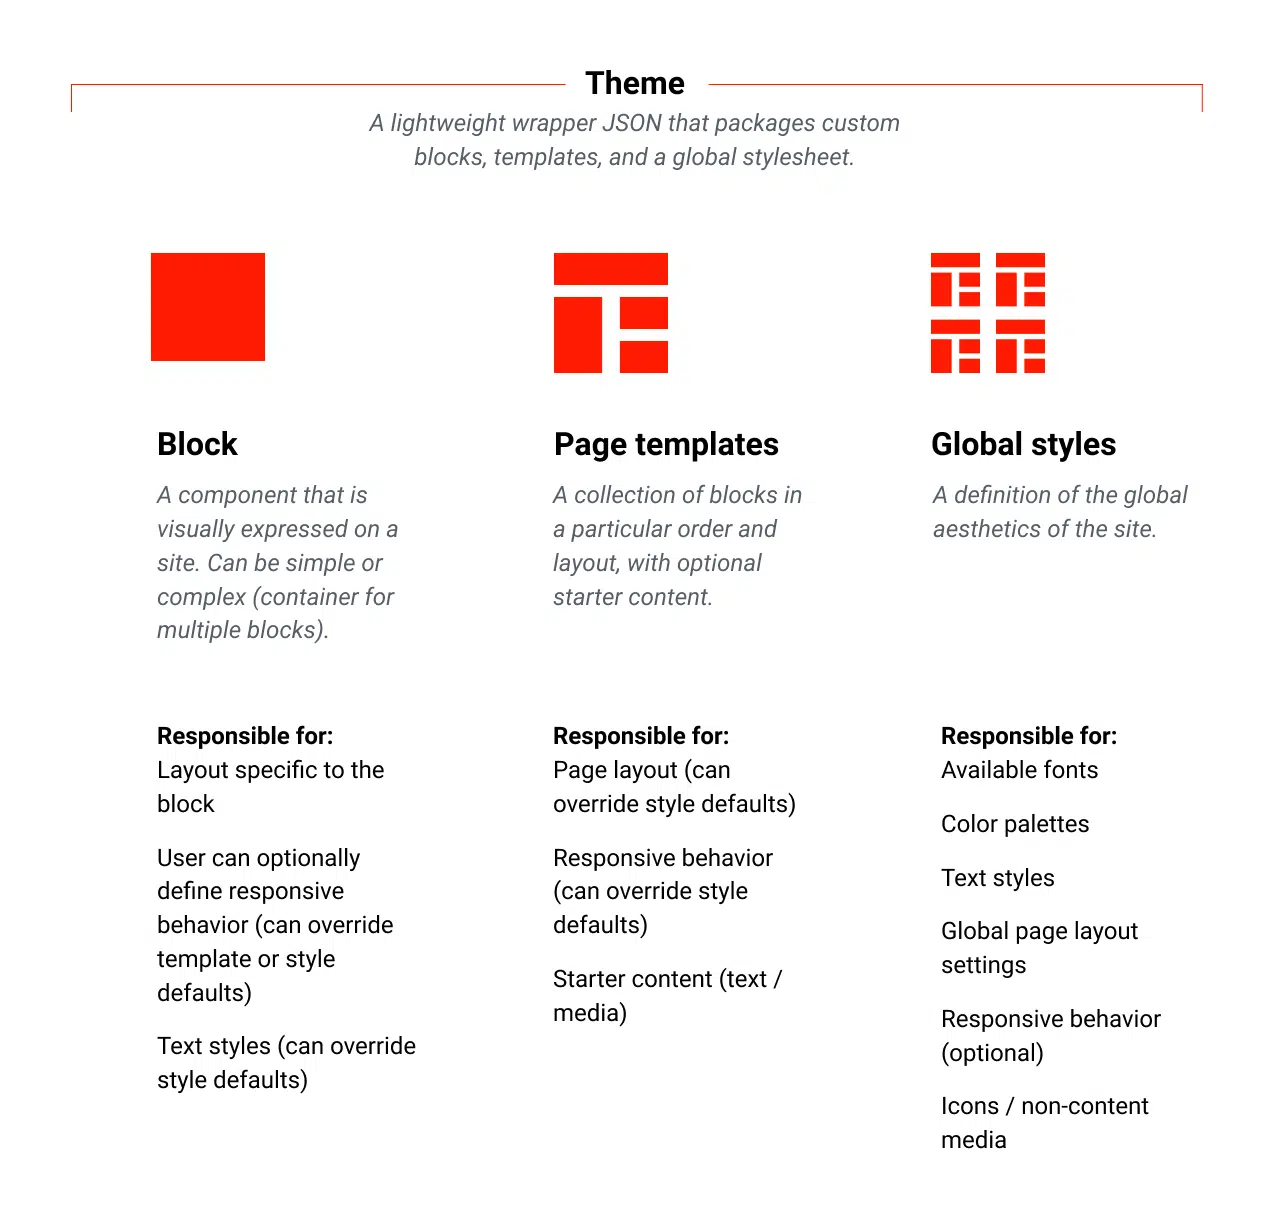 Theme
A lightweight wrapper JSON that packages custom
blocks, templates, and a global stylesheet.
Block
A component that is
visually expressed on a
site. Can be simple or
complex (container for
multiple blocks).
Responsible for:
Layout specific to the
block
User can optionally
define responsive
behavior (can override
template or style
defaults)
Text styles (can override
style defaults)
Page templates
A collection of blocks in
a particular order and
layout, with optional
starter content.
Responsible for:
Page layout (can
override style defaults)
Responsive behavior
(can override style
defaults)
Starter content (text /
media)
Global styles
A definition of the global
aesthetics of the site.
Responsible for:
Available fonts
Color palettes
Text styles
Global page layout
settings
Responsive behavior
(optional)
Icons / non-content
media